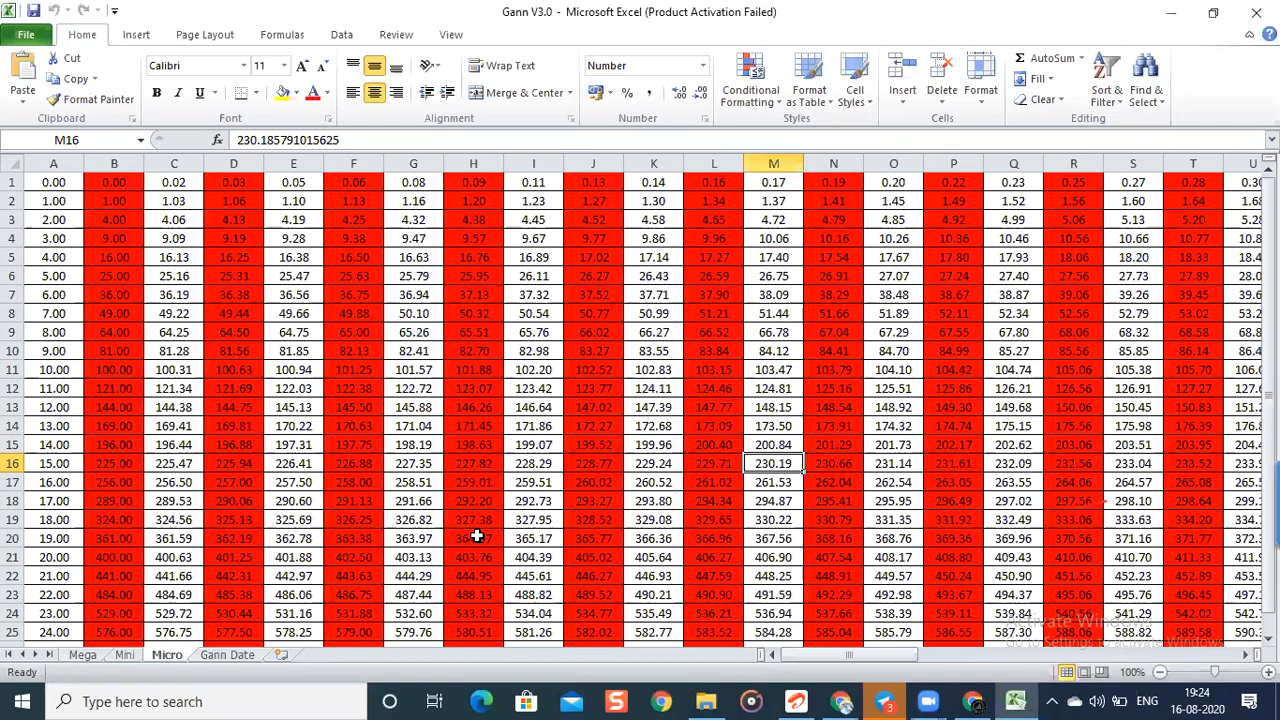 Gann V3.0 - Microsoft Excel (Product Activation Failed)
File Home Insert Page Layout Formulas Data Review View
Paste Cut Copy Format Painter Clipboard
Calibri 11 B I U A Font
Wrap Text Merge & Center Alignment
Number % , Number
Conditional Formatting Format as Table Cell Styles Styles
Insert Delete Format Cells
Σ AutoSum Fill Clear Sort & Filter Find & Select Editing
M16 fx 230.185791015625
A B C D E F G H I J K L M N O P Q R S T U
1 0.00 0.00 0.02 0.03 0.05 0.06 0.08 0.09 0.11 0.13 0.14 0.16 0.17 0.19 0.20 0.22 0.23 0.25 0.27 0.28
2 1.00 1.00 1.03 1.06 1.10 1.13 1.16 1.20 1.23 1.27 1.30 1.34 1.37 1.41 1.45 1.49 1.52 1.56 1.60 1.64
3 2.00 4.00 4.06 4.13 4.19 4.25 4.32 4.38 4.45 4.52 4.58 4.65 4.72 4.79 4.85 4.92 4.99 5.06 5.13 5.20
4 3.00 9.00 9.09 9.19 9.28 9.38 9.47 9.57 9.67 9.77 9.86 9.96 10.06 10.16 10.26 10.36 10.46 10.56 10.66 10.77
5 4.00 16.00 16.13 16.25 16.38 16.50 16.63 16.76 16.89 17.02 17.14 17.27 17.40 17.54 17.67 17.80 17.93 18.06 18.20 18.33
6 5.00 25.00 25.16 25.31 25.47 25.63 25.79 25.95 26.11 26.27 26.43 26.59 26.75 26.91 27.07 27.24 27.40 27.56 27.73 27.89
7 6.00 36.00 36.19 36.38 36.56 36.75 36.94 37.13 37.32 37.52 37.71 37.90 38.09 38.29 38.48 38.67 38.87 39.06 39.26 39.45
8 7.00 49.00 49.22 49.44 49.66 49.88 50.10 50.32 50.54 50.77 50.99 51.21 51.44 51.66 51.89 52.11 52.34 52.56 52.79 53.02
9 8.00 64.00 64.25 64.50 64.75 65.00 65.26 65.51 65.76 66.02 66.27 66.52 66.78 67.04 67.29 67.55 67.80 68.06 68.32 68.58
10 9.00 81.00 81.28 81.56 81.85 82.13 82.41 82.70 82.98 83.27 83.55 83.84 84.12 84.41 84.70 84.99 85.27 85.56 85.85 86.14
11 10.00 100.00 100.31 100.63 100.94 101.25 101.57 101.88 102.20 102.52 102.83 103.15 103.47 103.79 104.10 104.42 104.74 105.06 105.38 105.70
12 11.00 121.00 121.34 121.69 122.03 122.38 122.72 123.07 123.42 123.77 124.11 124.46 124.81 125.16 125.51 125.86 126.21 126.56 126.91 127.27
13 12.00 144.00 144.38 144.75 145.13 145.50 145.88 146.26 146.64 147.02 147.39 147.77 148.15 148.54 148.92 149.30 149.68 150.06 150.45 150.83
14 13.00 169.00 169.41 169.81 170.22 170.63 171.04 171.45 171.86 172.27 172.68 173.09 173.50 173.91 174.32 174.74 175.15 175.56 175.98 176.39
15 14.00 196.00 196.44 196.88 197.31 197.75 198.19 198.63 199.07 199.52 199.96 200.40 200.84 201.29 201.73 202.17 202.62 203.06 203.51 203.95
16 15.00 225.00 225.47 225.94 226.41 226.88 227.35 227.82 228.29 228.77 229.24 229.71 230.19 230.66 231.14 231.61 232.09 232.56 233.04 233.52
17 16.00 256.00 256.50 257.00 257.50 258.00 258.51 259.01 259.51 260.02 260.52 261.02 261.53 262.04 262.54 263.05 263.55 264.06 264.57 265.08
18 17.00 289.00 289.53 290.06 290.60 291.13 291.66 292.20 292.73 293.27 293.80 294.34 294.87 295.41 295.95 296.49 297.02 297.56 298.10 298.64
19 18.00 324.00 324.56 325.13 325.69 326.25 326.82 327.38 327.95 328.52 329.08 329.65 330.22 330.79 331.35 331.92 332.49 333.06 333.63 334.20
20 19.00 361.00 361.59 362.19 362.78 363.38 363.97 365.17 365.77 366.36 366.96 367.56 368.16 368.76 369.36 369.96 370.56 371.16 371.77
21 20.00 400.00 400.63 401.25 401.88 402.50 403.13 403.76 404.39 405.02 405.64 406.27 406.90 407.54 408.17 408.80 409.43 410.06 410.70 411.33
22 21.00 441.00 441.66 442.31 442.97 443.63 444.29 444.95 445.61 446.27 446.93 447.59 448.25 448.91 449.57 450.24 450.90 451.56 452.23 452.89
23 22.00 484.00 484.69 485.38 486.06 486.75 487.44 488.13 488.82 489.52 490.21 490.90 491.59 492.29 492.98 493.67 494.37 495.06 495.76 496.45
24 23.00 529.00 529.72 530.44 531.16 531.88 532.60 533.32 534.04 534.77 535.49 536.21 536.94 537.66 538.39 539.11 539.84 540.56 541.29 542.02
25 24.00 576.00 576.75 577.50 578.25 579.00 579.76 580.51 581.26 582.02 582.77 583.52 584.28 585.04 585.79 586.55 587.30 588.06 588.82 589.58
Activate Windows
Go to Settings to activate Windows.
Mega Mini Micro Gann Date
Ready 100%
Type here to search 3 ENG 19:24
16-08-2020